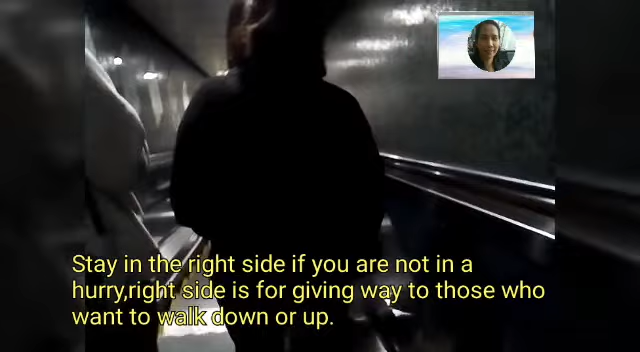 Stay in the right side if you are not in a
hurry,right side is for giving way to those who
want to walk down or up.